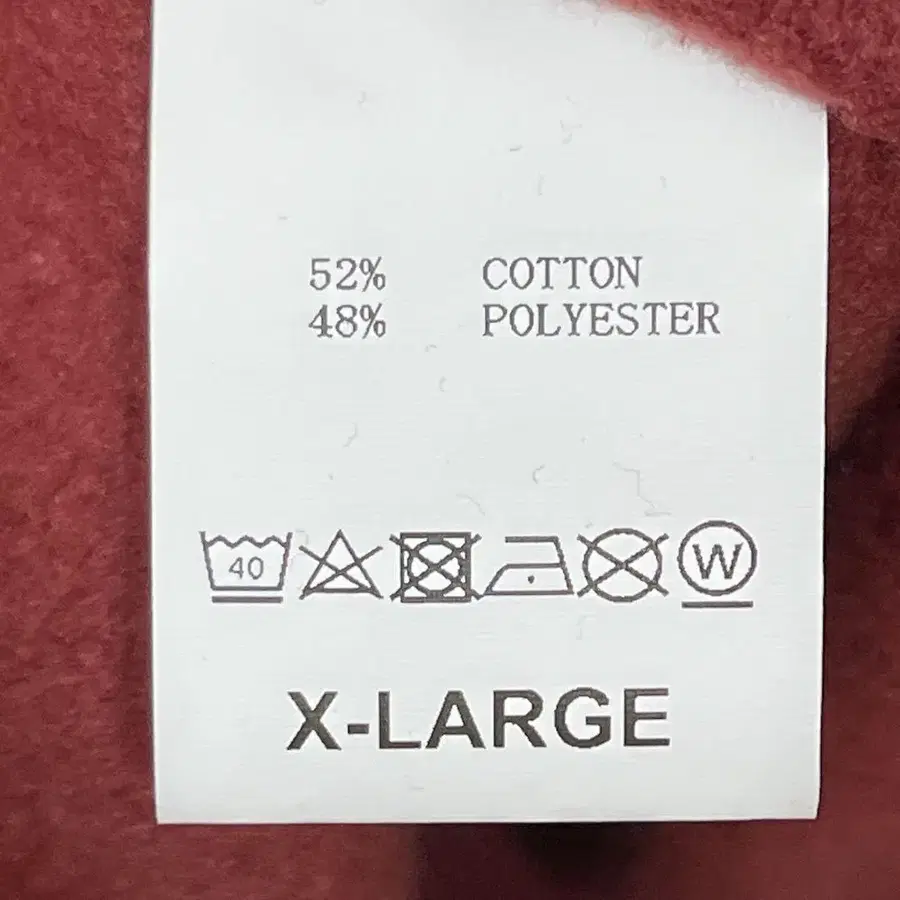 52% COTTON
48% POLYESTER
40 W
X-LARGE